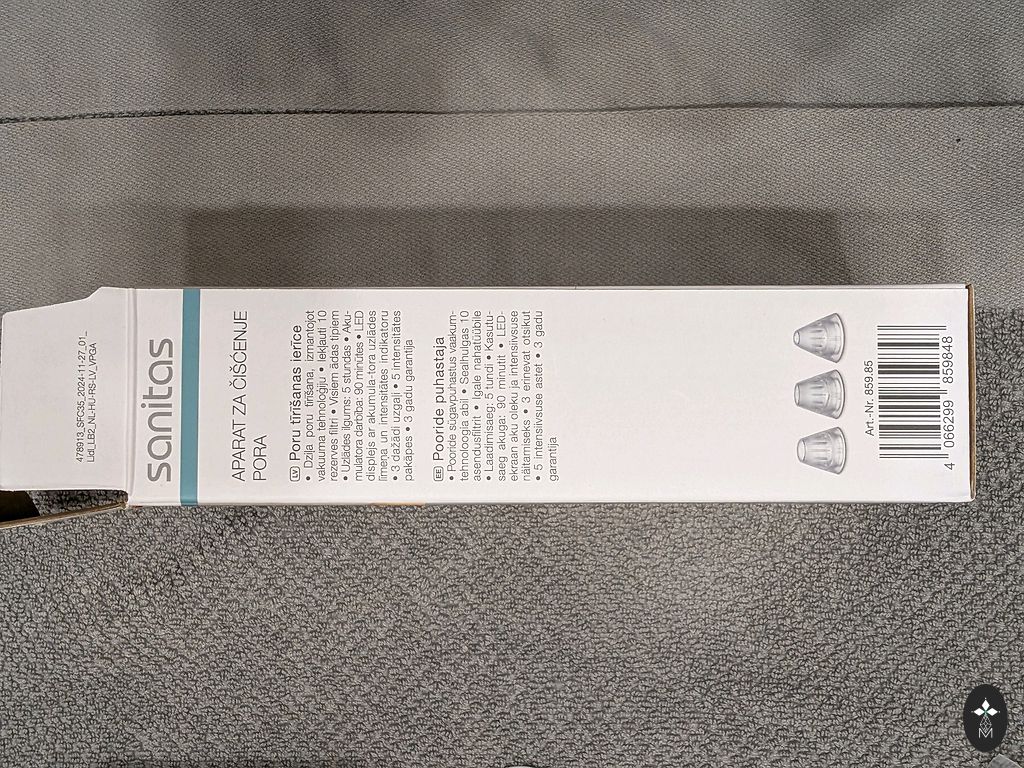 478913_SFC35_2024-11-27_01_
Lidl_LB2_NL-HU-RS-LV_YPGA
sanitas
APARAT ZA ČIŠĆENJE
PORA
LV Poru tīrīšanas ierīce
• Dziļa poru tīrīšana, izmantojot
vakuuma tehnoloģiju • Iekļauti 10
rezerves filtri • Visiem ādas tipiem
• Uzlādes ilgums: 5 stundas • Aku-
mulatora darbība: 90 minūtes • LED
displejs ar akumula-tora uzlādes
līmeņa un intensitātes indikatoru
• 3 dažādi uzgaļi • 5 intensitātes
pakāpes • 3 gadu garantija
EE Pooride puhastaja
• Pooride sügavpuhastus vaakum-
tehnoloogia abil • Sealhulgas 10
asendusfiltrit • Igale nahatüübile
• Laadimisaeg: 5 tundi • Kasutu-
saeg akuga: 90 minutit • LED-
ekraan aku oleku ja intensiivsuse
näitamiseks • 3 erinevat otsikut
• 5 intensiivsuse astet • 3 gadu
garantija
Art.-Nr. 859.85
4 066299 859848
M